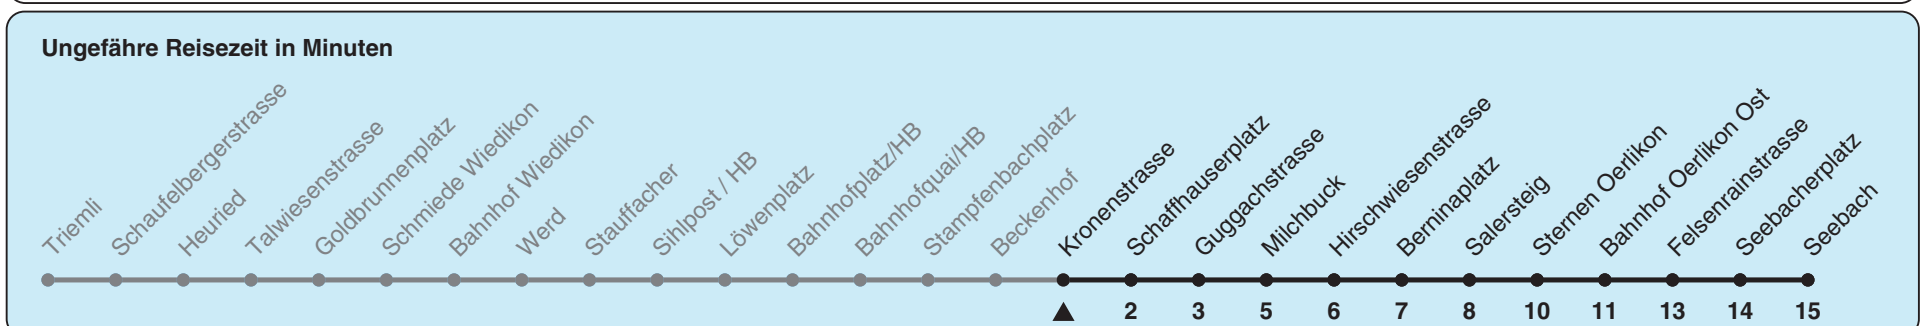 Ungefähre Reisezeit in Minuten
Triemli
Schaufelbergerstrasse
Heuried
Talwiesenstrasse
Goldbrunnenplatz
Schmiede Wiedikon
Bahnhof Wiedikon
Werd
Stauffacher
Sihlpost / HB
Löwenplatz
Bahnhofplatz/HB
Bahnhofquai/HB
Stampfenbachplatz
Beckenhof
Kronenstrasse
Schaffhauserplatz
Guggachstrasse
Milchbuck
Hirschwiesenstrasse
Berninaplatz
Salersteig
Sternen Oerlikon
Bahnhof Oerlikon Ost
Felsenrainstrasse
Seebacherplatz
Seebach
2 3 5 6 7 8 10 11 13 14 15